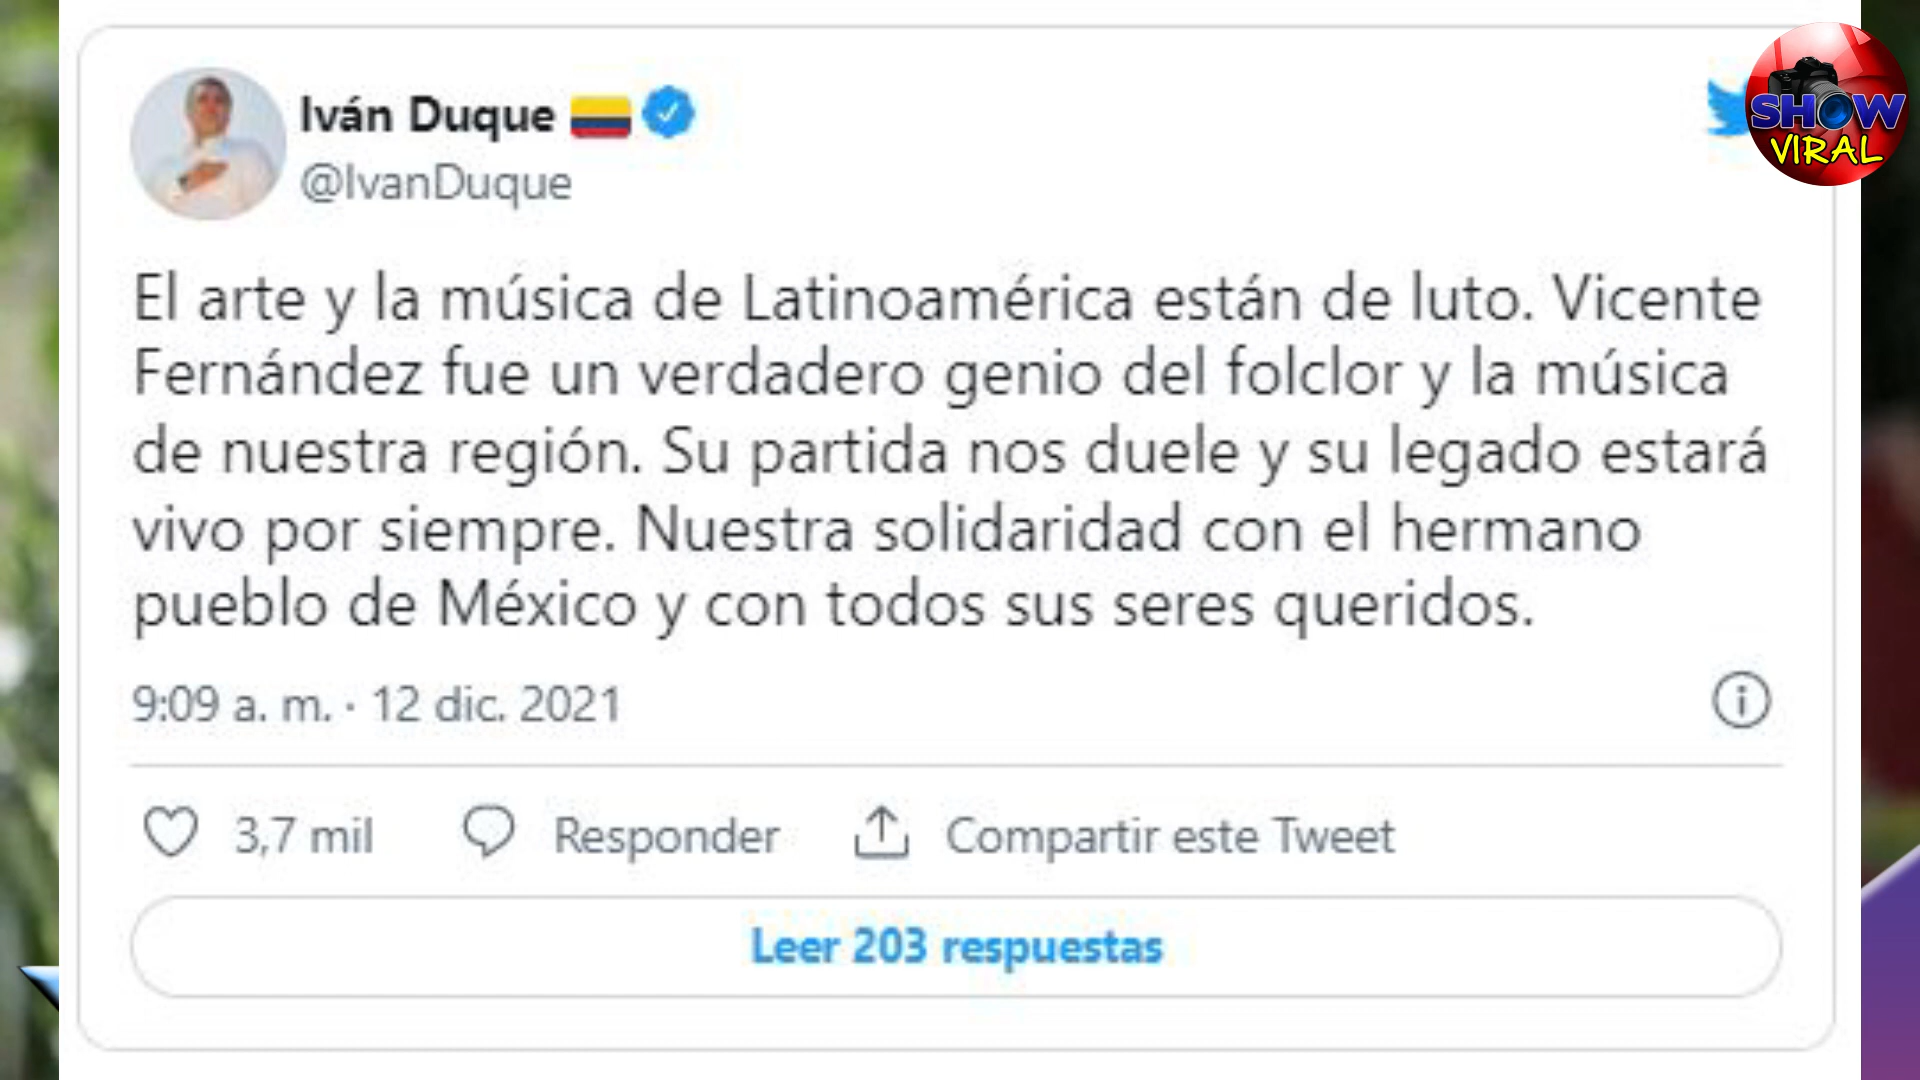 Iván Duque
@IvanDuque
SHOW
VIRAL
El arte y la música de Latinoamérica están de luto. Vicente
Fernández fue un verdadero genio del folclor y la música
de nuestra región. Su partida nos duele y su legado estará
vivo por siempre. Nuestra solidaridad con el hermano
pueblo de México y con todos sus seres queridos.
9:09 a. m. · 12 dic. 2021
3,7 mil
Responder
Compartir este Tweet
Leer 203 respuestas